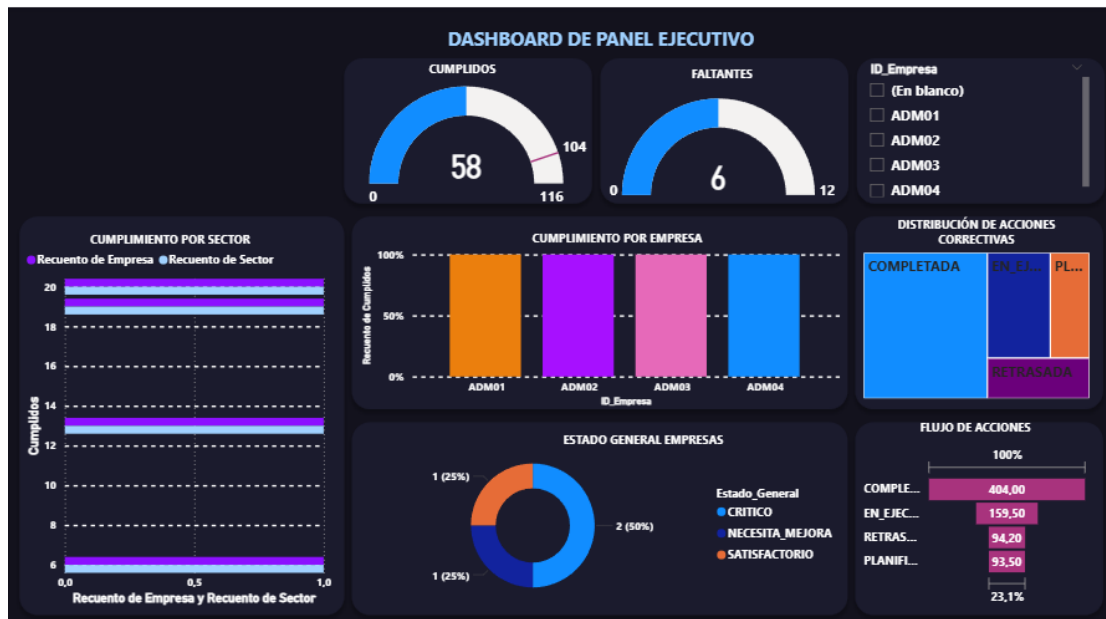 DASHBOARD DE PANEL EJECUTIVO
CUMPLIDOS
58
0
104
116
FALTANTES
6
0
12
ID_Empresa
(En blanco)
ADM01
ADM02
ADM03
ADM04
CUMPLIMIENTO POR SECTOR
Recuento de Empresa Recuento de Sector
Cumplidos
20
18
16
14
12
10
8
6
0,0 0,5 1,0
Recuento de Empresa y Recuento de Sector
CUMPLIMIENTO POR EMPRESA
Recuento de Cumplidos
100%
50%
0%
ADM01 ADM02 ADM03 ADM04
ID_Empresa
DISTRIBUCIÓN DE ACCIONES
CORRECTIVAS
COMPLETADA
EN_EJ...
PL...
RETRASADA
ESTADO GENERAL EMPRESAS
1 (25%)
2 (50%)
1 (25%)
Estado_General
CRITICO
NECESITA_MEJORA
SATISFACTORIO
FLUJO DE ACCIONES
100%
COMPLE... 404,00
EN_EJEC... 159,50
RETRAS... 94,20
PLANIFI... 93,50
23,1%